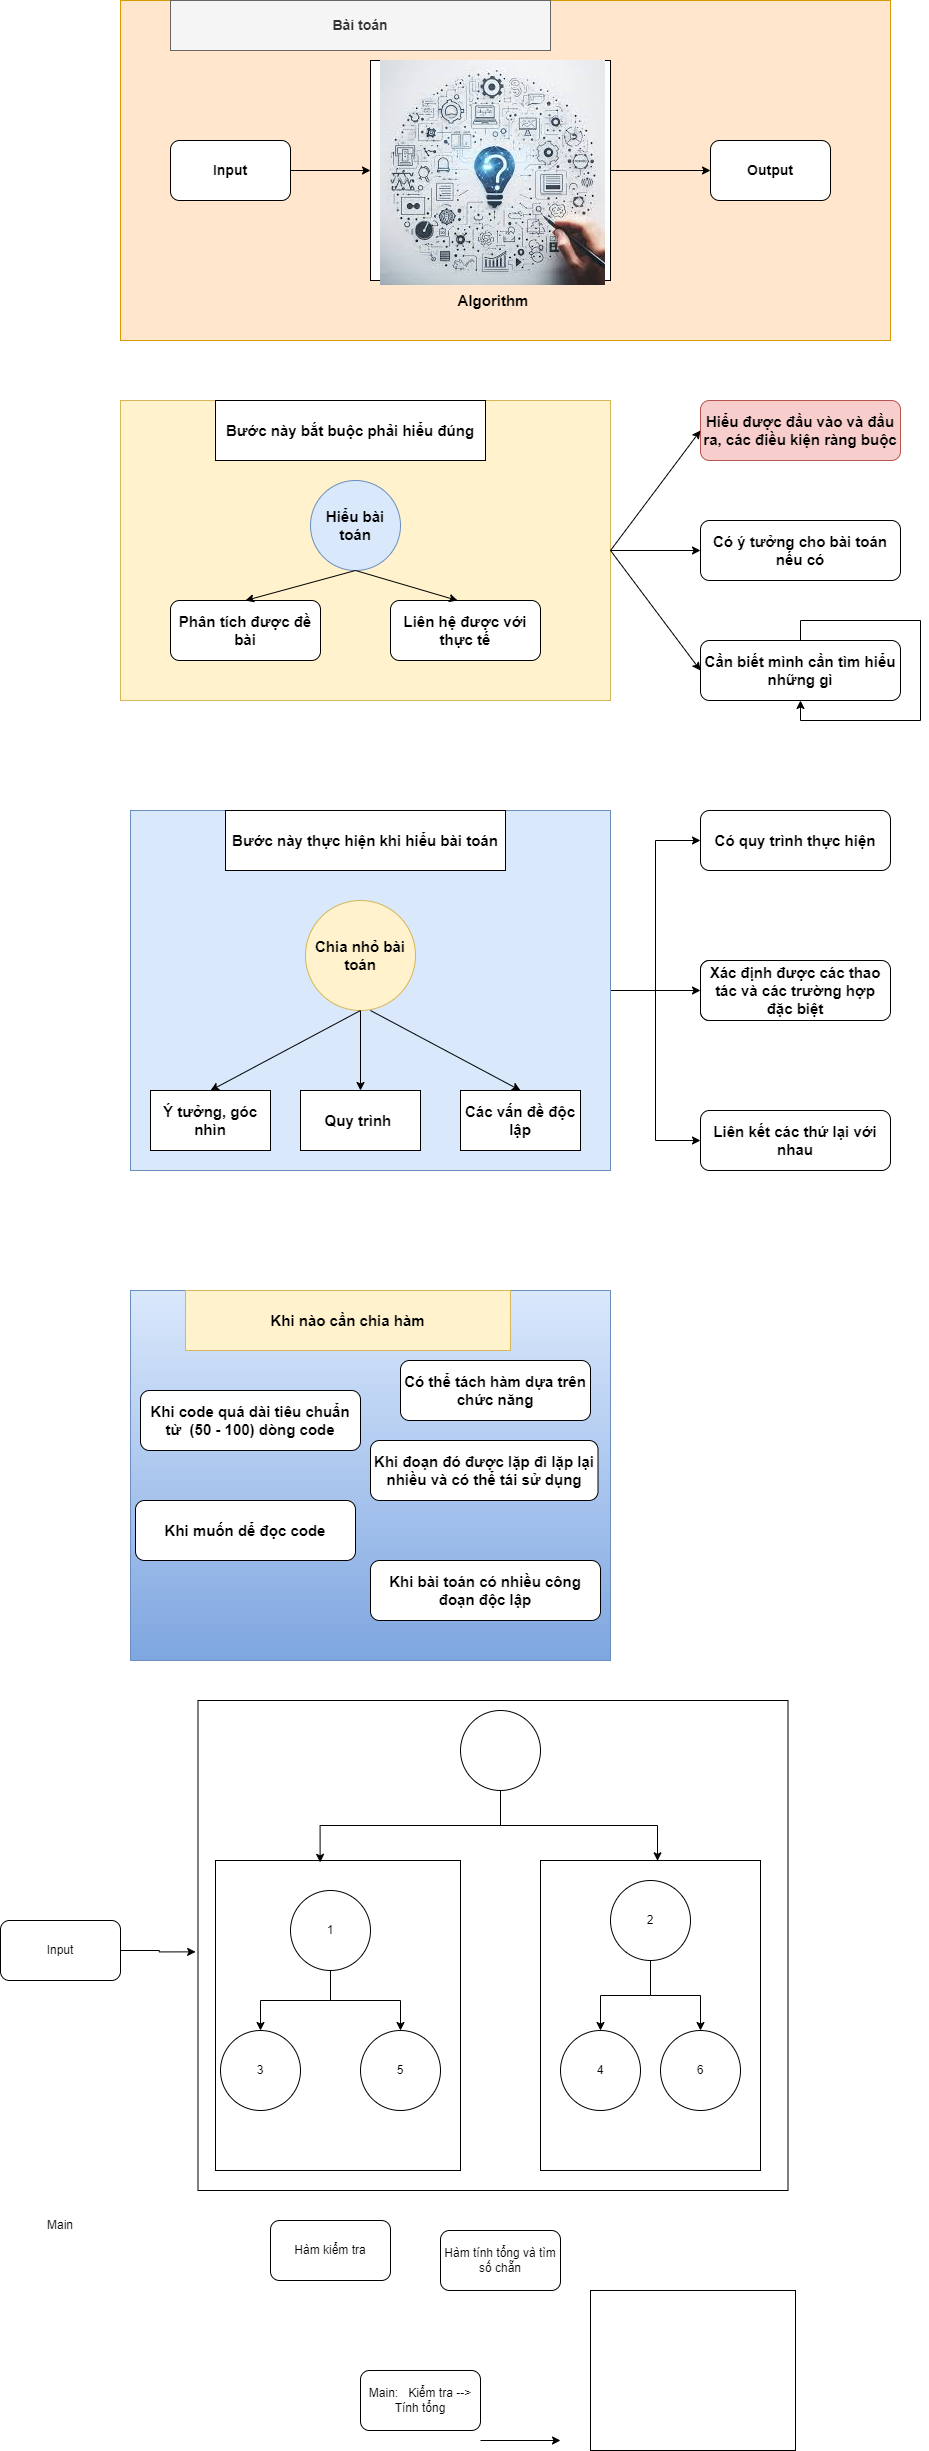 Bài toán
Input
Output
Algorithm
Bước này bắt buộc phải hiểu đúng
Hiểu bài
toán
Phân tích được đề
bài
Liên hệ được với
thực tế
Hiểu được đầu vào và đầu
ra, các điều kiện ràng buộc
Có ý tưởng cho bài toán
nếu có
Cần biết mình cần tìm hiểu
những gì
Bước này thực hiện khi hiểu bài toán
Chia nhỏ bài
toán
Ý tưởng, góc
nhìn
Quy trình
Các vấn đề độc
lập
Có quy trình thực hiện
Xác định được các thao
tác và các trường hợp
đặc biệt
Liên kết các thứ lại với
nhau
Khi nào cần chia hàm
Có thể tách hàm dựa trên
chức năng
Khi code quá dài tiêu chuẩn
từ (50 - 100) dòng code
Khi đoạn đó được lặp đi lặp lại
nhiều và có thể tái sử dụng
Khi muốn dể đọc code
Khi bài toán có nhiều công
đoạn độc lập
1
2
Input
3
5
4
6
Main
Hàm kiểm tra
Hàm tính tổng và tìm
số chẵn
Main: Kiểm tra -->
Tính tổng